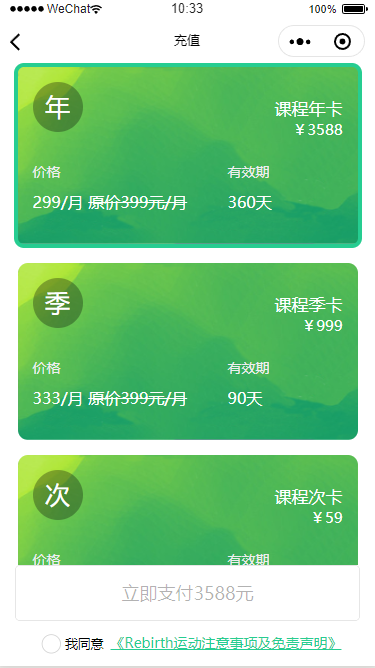 WeChat 10:33 100%
充值
年
课程年卡
￥3588
价格 有效期
299/月 原价399元/月 360天
季
课程季卡
￥999
价格 有效期
333/月 原价399元/月 90天
次
课程次卡
￥59
价格 有效期
立即支付3588元
我同意 《Rebirth运动注意事项及免责声明》